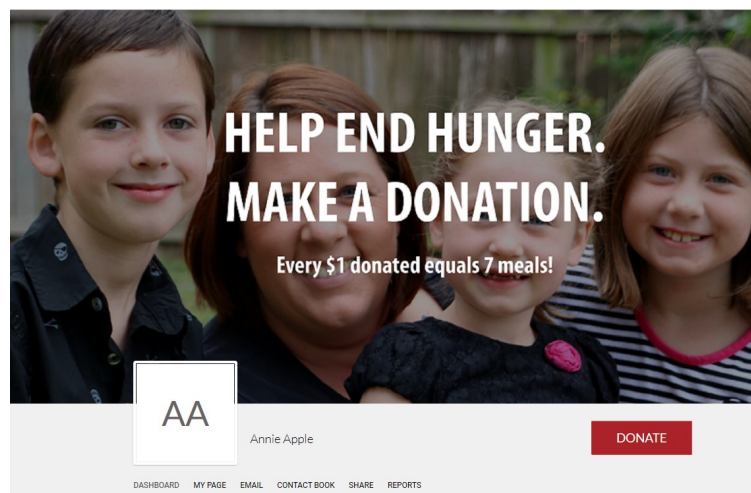 HELP END HUNGER.
MAKE A DONATION.
Every $1 donated equals 7 meals!
AA
Annie Apple
DONATE
DASHBOARD MY PAGE EMAIL CONTACT BOOK SHARE REPORTS